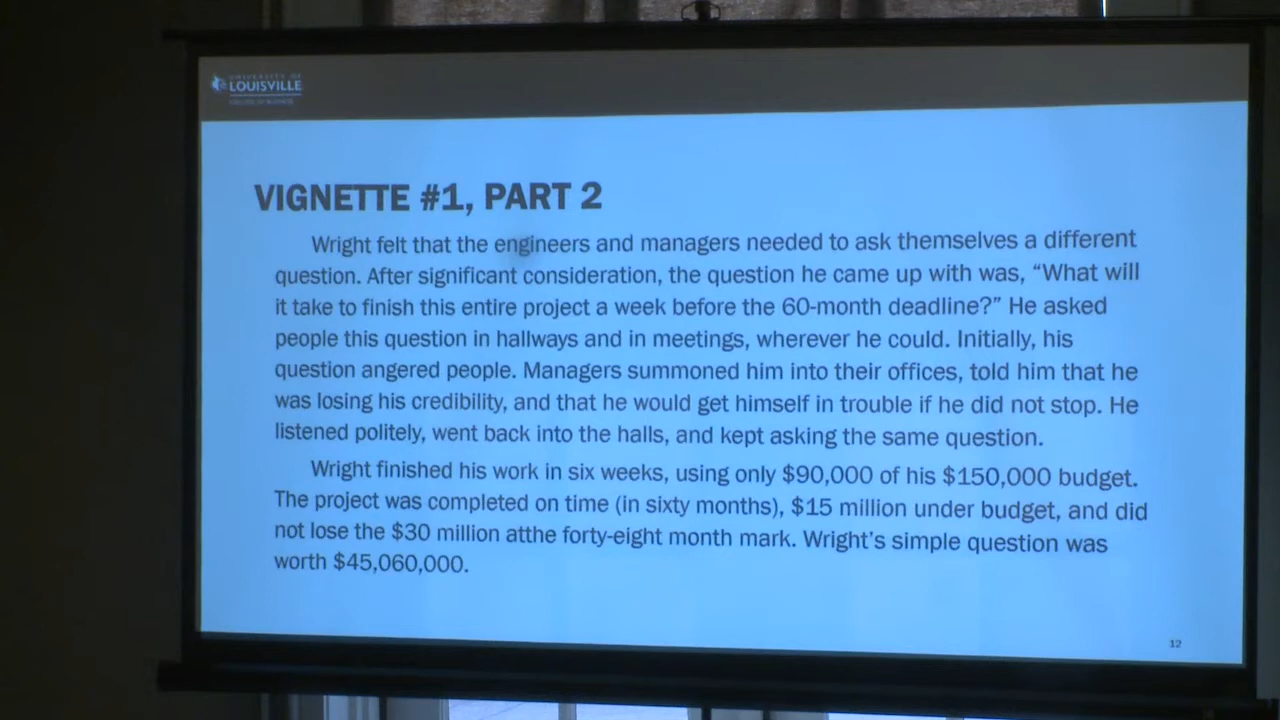 UNIVERSITY OF
LOUISVILLE
COLLEGE OF BUSINESS
VIGNETTE #1, PART 2
Wright felt that the engineers and managers needed to ask themselves a different
question. After significant consideration, the question he came up with was, “What will
it take to finish this entire project a week before the 60-month deadline?” He asked
people this question in hallways and in meetings, wherever he could. Initially, his
question angered people. Managers summoned him into their offices, told him that he
was losing his credibility, and that he would get himself in trouble if he did not stop. He
listened politely, went back into the halls, and kept asking the same question.
Wright finished his work in six weeks, using only $90,000 of his $150,000 budget.
The project was completed on time (in sixty months), $15 million under budget, and did
not lose the $30 million atthe forty-eight month mark. Wright’s simple question was
worth $45,060,000.
12